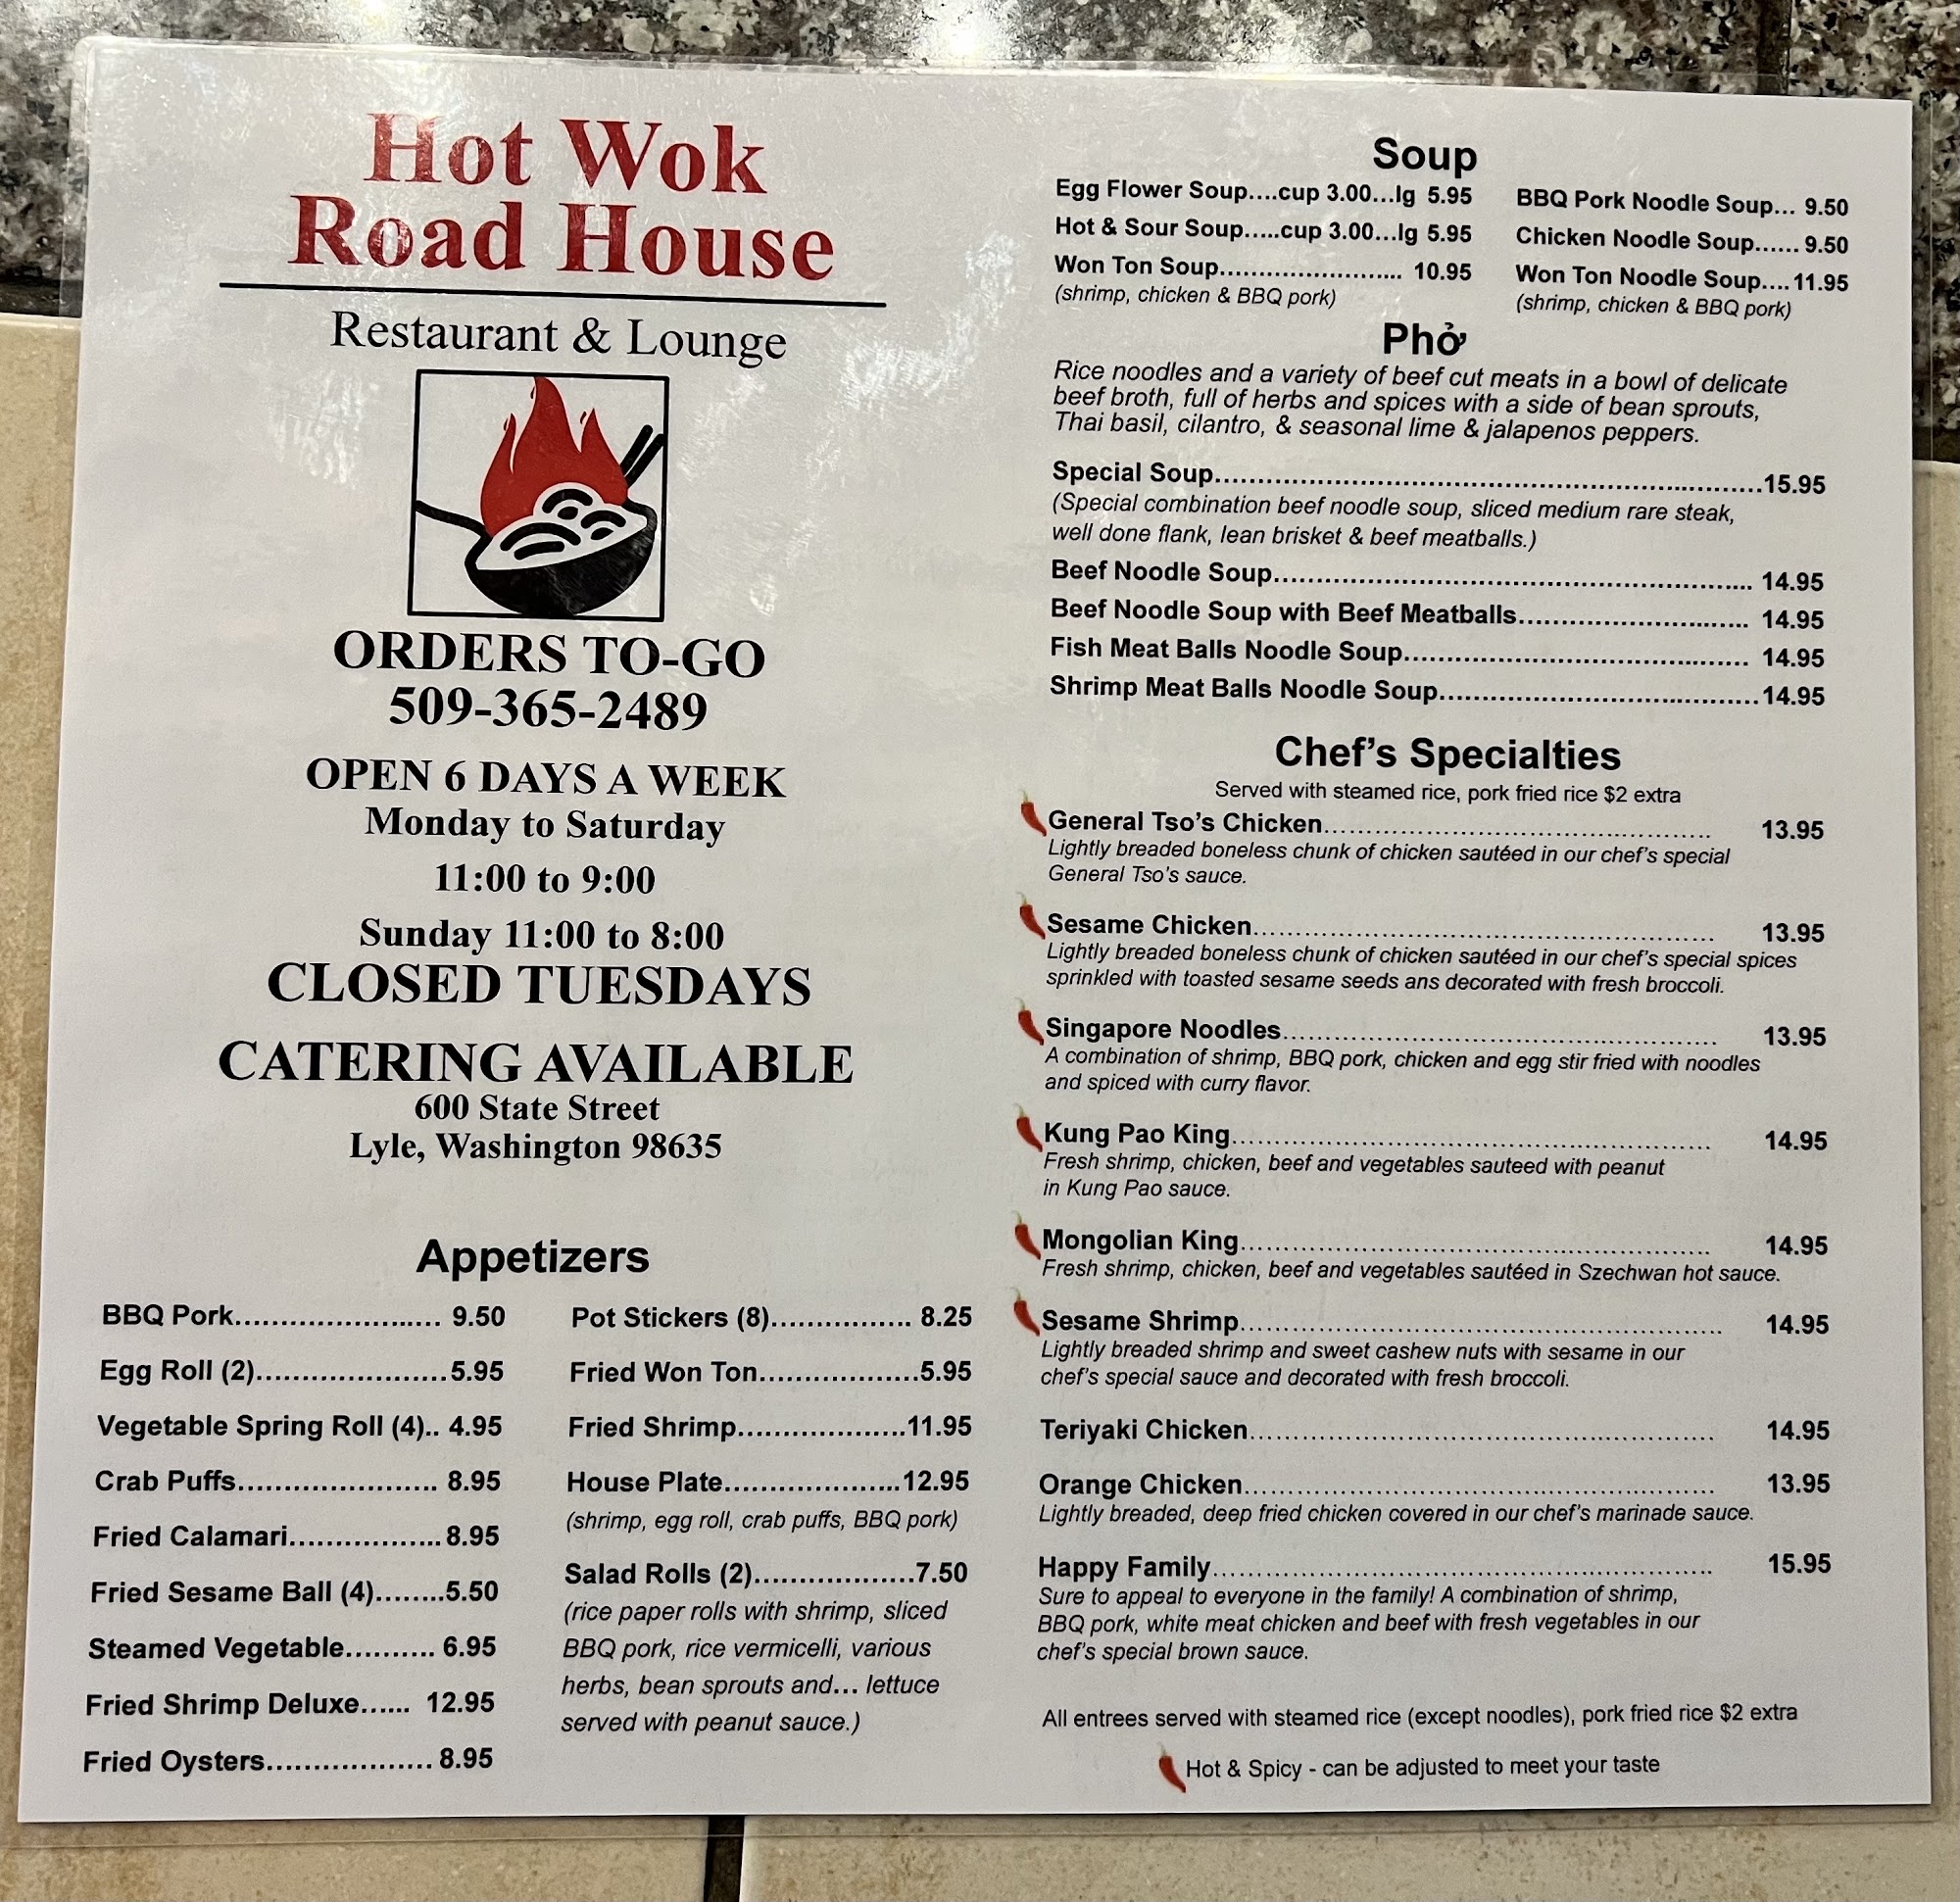 Hot Wok
Road House
Restaurant & Lounge
ORDERS TO-GO
509-365-2489
OPEN 6 DAYS A WEEK
Monday to Saturday
11:00 to 9:00
Sunday 11:00 to 8:00
CLOSED TUESDAYS
CATERING AVAILABLE
600 State Street
Lyle, Washington 98635
Appetizers
BBQ Pork........................ 9.50
Egg Roll (2).....................5.95
Vegetable Spring Roll (4).. 4.95
Crab Puffs...................... 8.95
Fried Calamari.................8.95
Fried Sesame Ball (4)........5.50
Steamed Vegetable.......... 6.95
Fried Shrimp Deluxe...... 12.95
Fried Oysters.................. 8.95
Pot Stickers (8)................ 8.25
Fried Won Ton..................5.95
Fried Shrimp...................11.95
House Plate....................12.95
(shrimp, egg roll, crab puffs, BBQ pork)
Salad Rolls (2)..................7.50
(rice paper rolls with shrimp, sliced
BBQ pork, rice vermicelli, various
herbs, bean sprouts and... lettuce
served with peanut sauce.)
Soup
Egg Flower Soup....cup 3.00...lg 5.95
Hot & Sour Soup.....cup 3.00...lg 5.95
Won Ton Soup....................... 10.95
(shrimp, chicken & BBQ pork)
BBQ Pork Noodle Soup... 9.50
Chicken Noodle Soup...... 9.50
Won Ton Noodle Soup.... 11.95
(shrimp, chicken & BBQ pork)
Phở
Rice noodles and a variety of beef cut meats in a bowl of delicate
beef broth, full of herbs and spices with a side of bean sprouts,
Thai basil, cilantro, & seasonal lime & jalapenos peppers.
Special Soup..............................................................15.95
(Special combination beef noodle soup, sliced medium rare steak,
well done flank, lean brisket & beef meatballs.)
Beef Noodle Soup...................................................... 14.95
Beef Noodle Soup with Beef Meatballs.......................... 14.95
Fish Meat Balls Noodle Soup....................................... 14.95
Shrimp Meat Balls Noodle Soup....................................14.95
Chef's Specialties
Served with steamed rice, pork fried rice $2 extra
General Tso's Chicken............................................. 13.95
Lightly breaded boneless chunk of chicken sautéed in our chef's special
General Tso's sauce.
Sesame Chicken...................................................... 13.95
Lightly breaded boneless chunk of chicken sautéed in our chef's special spices
sprinkled with toasted sesame seeds ans decorated with fresh broccoli.
Singapore Noodles.................................................. 13.95
A combination of shrimp, BBQ pork, chicken and egg stir fried with noodles
and spiced with curry flavor.
Kung Pao King........................................................ 14.95
Fresh shrimp, chicken, beef and vegetables sauteed with peanut
in Kung Pao sauce.
Mongolian King....................................................... 14.95
Fresh shrimp, chicken, beef and vegetables sautéed in Szechwan hot sauce.
Sesame Shrimp........................................................ 14.95
Lightly breaded shrimp and sweet cashew nuts with sesame in our
chef's special sauce and decorated with fresh broccoli.
Teriyaki Chicken...................................................... 14.95
Orange Chicken....................................................... 13.95
Lightly breaded, deep fried chicken covered in our chef's marinade sauce.
Happy Family.......................................................... 15.95
Sure to appeal to everyone in the family! A combination of shrimp,
BBQ pork, white meat chicken and beef with fresh vegetables in our
chef's special brown sauce.
All entrees served with steamed rice (except noodles), pork fried rice $2 extra
Hot & Spicy - can be adjusted to meet your taste